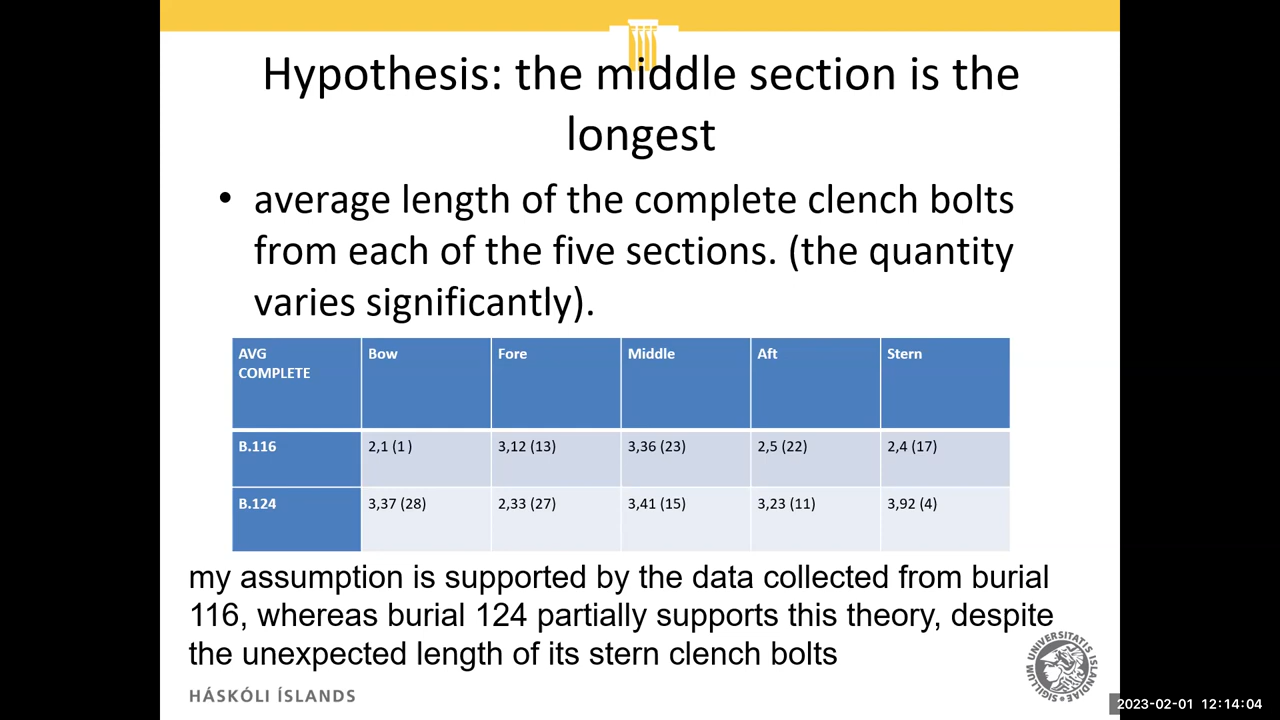 Hypothesis: the middle section is the
longest
• average length of the complete clench bolts
from each of the five sections. (the quantity
varies significantly).
AVG COMPLETE Bow Fore Middle Aft Stern
B.116 2,1 (1 ) 3,12 (13) 3,36 (23) 2,5 (22) 2,4 (17)
B.124 3,37 (28) 2,33 (27) 3,41 (15) 3,23 (11) 3,92 (4)
my assumption is supported by the data collected from burial
116, whereas burial 124 partially supports this theory, despite
the unexpected length of its stern clench bolts
HÁSKÓLI ÍSLANDS
SIGILLUM UNIVERSITATIS ISLANDIAE
2023-02-01 12:14:04